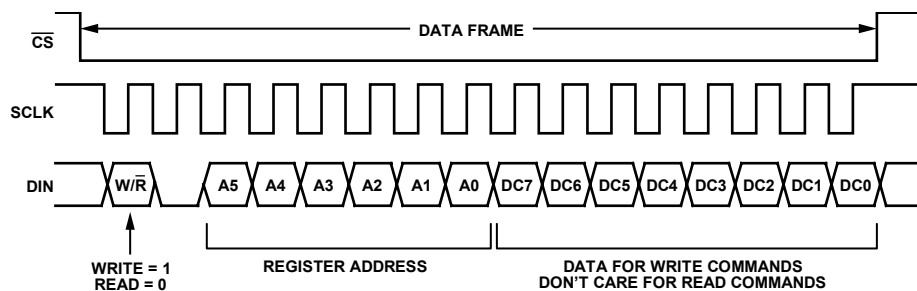 DATA FRAME
C̅S̅
SCLK
DIN
W/R̅ A5 A4 A3 A2 A1 A0 DC7 DC6 DC5 DC4 DC3 DC2 DC1 DC0
WRITE = 1
READ = 0
REGISTER ADDRESS
DATA FOR WRITE COMMANDS
DON'T CARE FOR READ COMMANDS